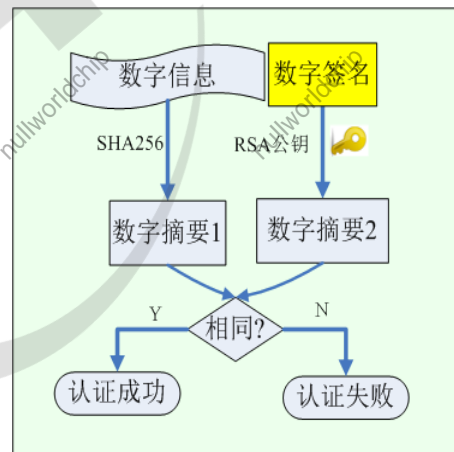 数字信息
数字签名
SHA256
RSA公钥
数字摘要1
数字摘要2
相同?
Y
N
认证成功
认证失败
nullworldchip
nullworldchip